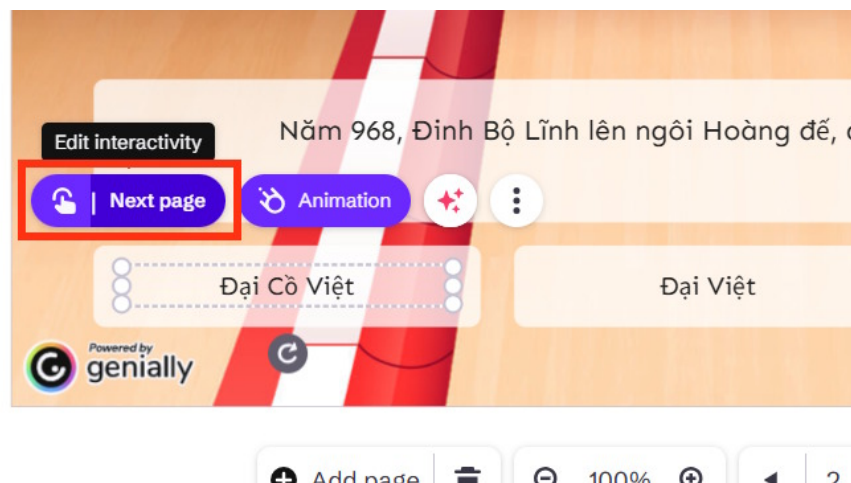 Năm 968, Đinh Bộ Lĩnh lên ngôi Hoàng đế,
Edit interactivity
Next page
Animation
Đại Cồ Việt
Đại Việt
Powered by
genially
Add page
100%
2